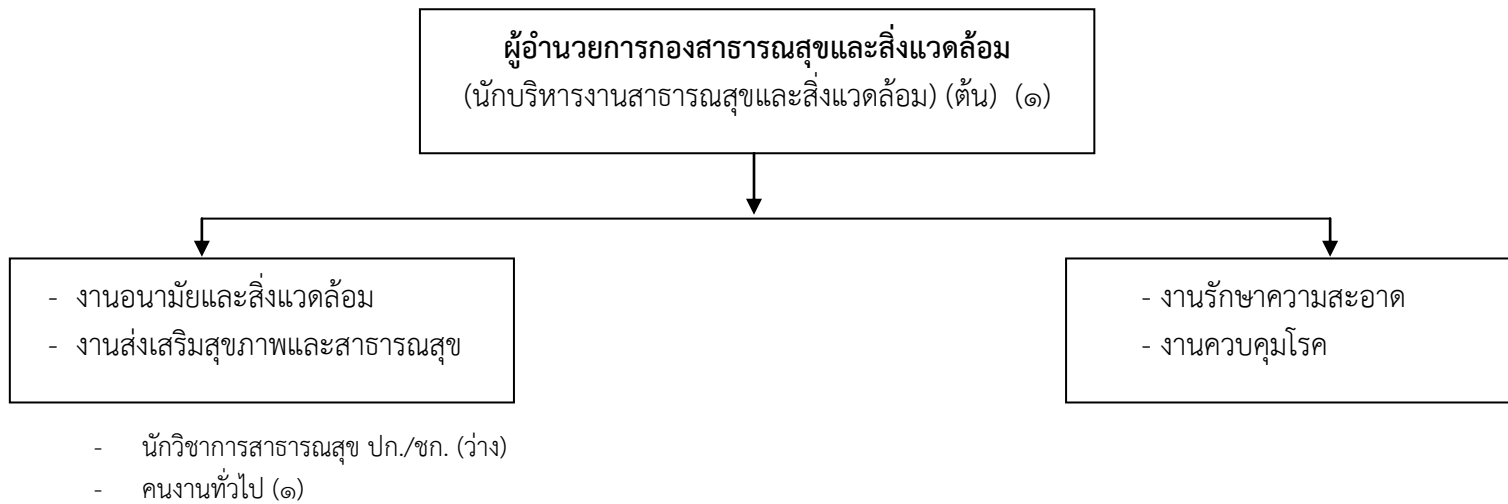 ผู้อำนวยการกองสาธารณสุขและสิ่งแวดล้อม
(นักบริหารงานสาธารณสุขและสิ่งแวดล้อม) (ต้น) (๑)
- งานอนามัยและสิ่งแวดล้อม
- งานส่งเสริมสุขภาพและสาธารณสุข
- งานรักษาความสะอาด
- งานควบคุมโรค
- นักวิชาการสาธารณสุข ปก./ชก. (ว่าง)
- คนงานทั่วไป (๑)